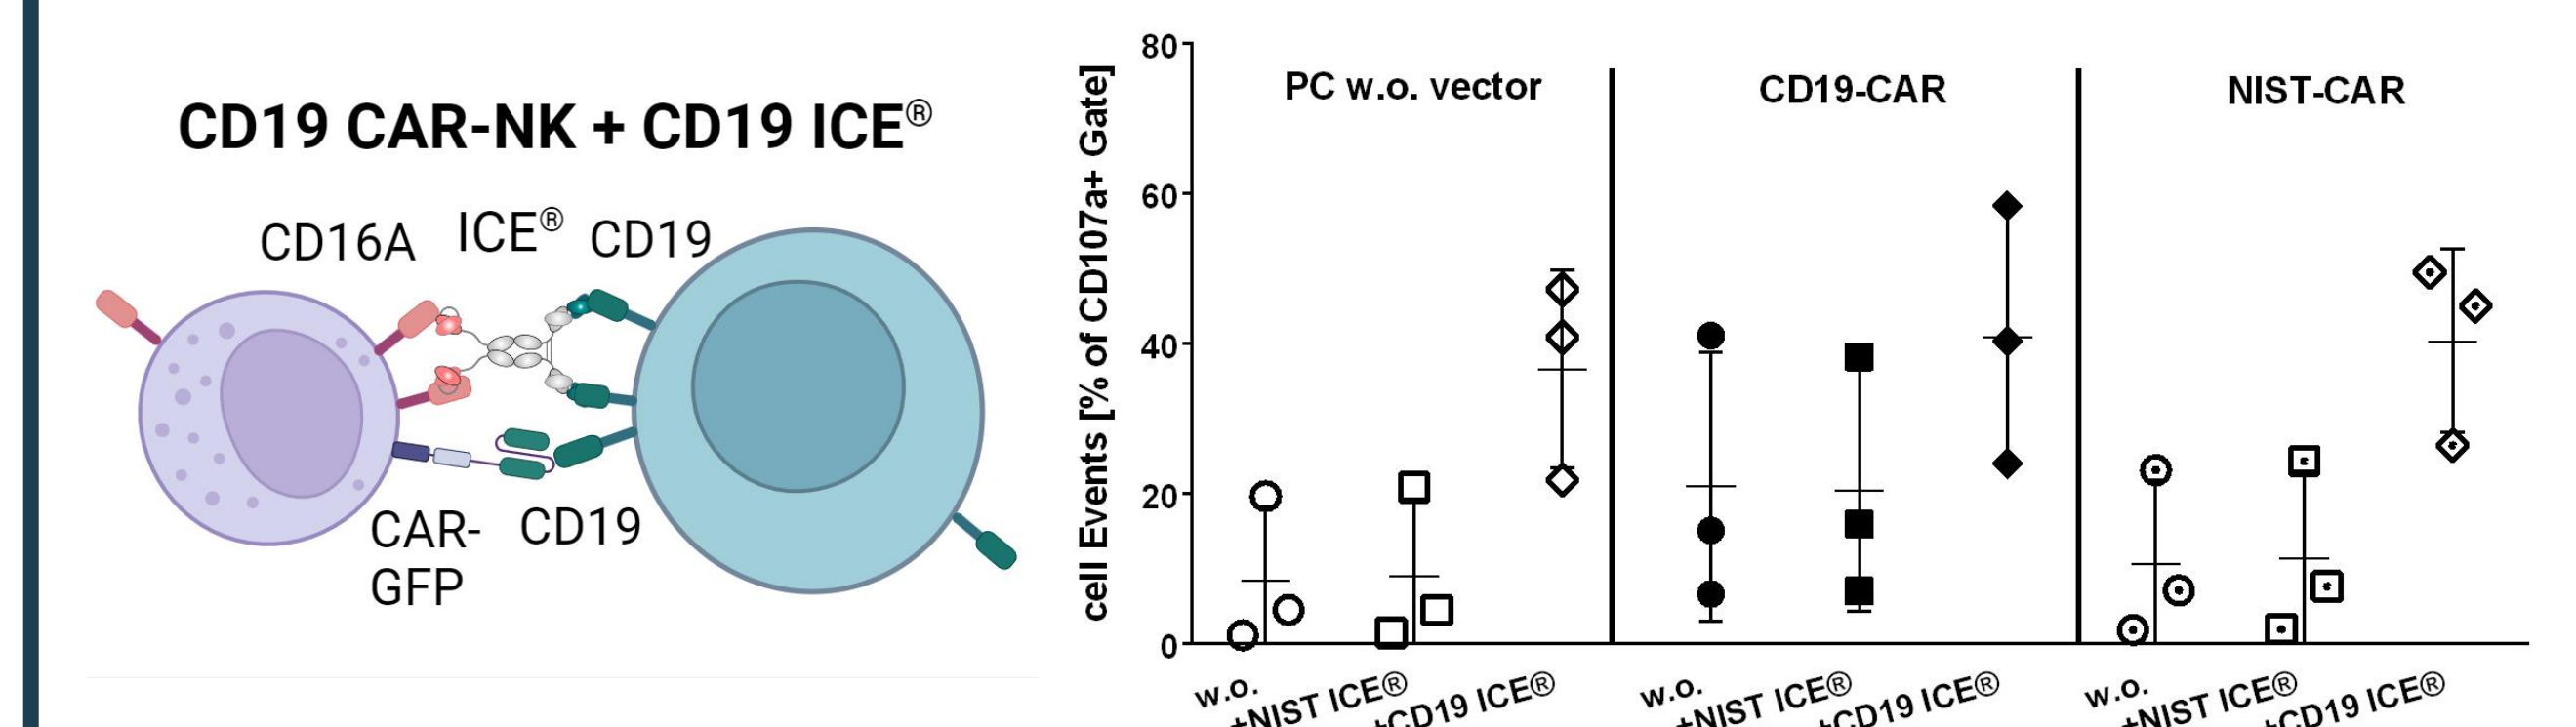 CD19 CAR-NK + CD19 ICE®
CD16A
ICE®
CD19
CAR-
GFP
CD19
cell Events [% of CD107a+ Gate]
80
60
40
20
0
PC w.o. vector
CD19-CAR
NIST-CAR
w.o.
+NIST ICE®
+CD19 ICE®
w.o.
+NIST ICE®
+CD19 ICE®
w.o.
+NIST ICE®
+CD19 ICE®